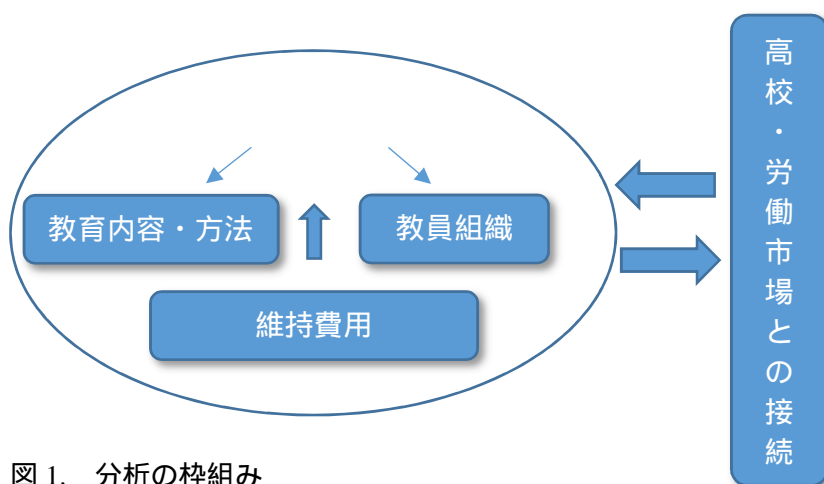 教育内容・方法
教員組織
維持費用
高校・労働市場との接続
図 1. 分析の枠組み